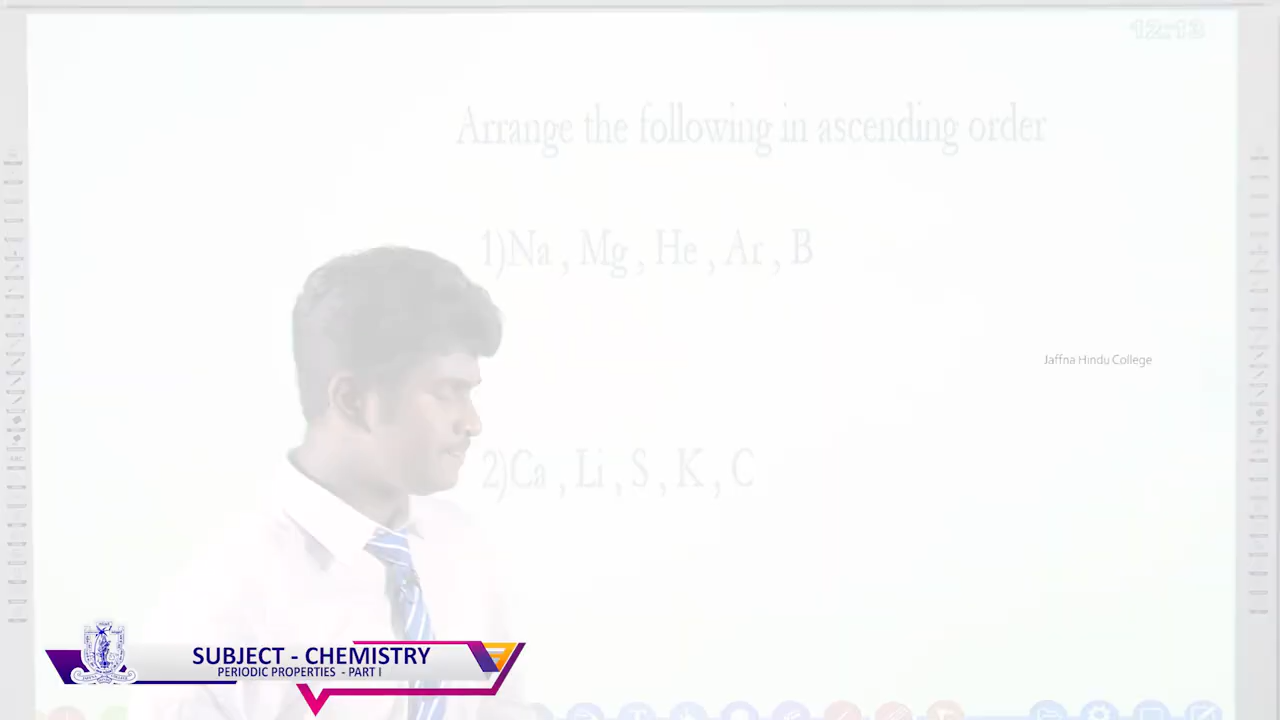 12:13
Arrange the following in ascending order
1)Na , Mg , He , Ar , B
Jaffna Hindu College
2)Ca , Li , S , K , C
SUBJECT - CHEMISTRY
PERIODIC PROPERTIES - PART I